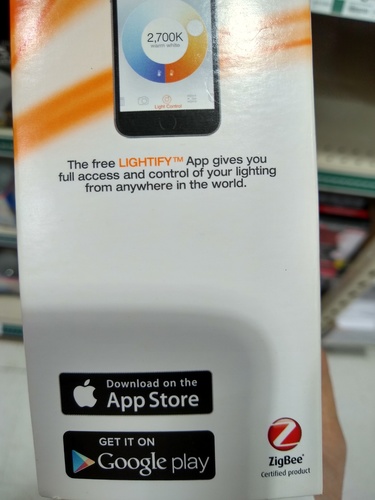 2,700K
warm white
Light Control
The free LIGHTIFY™ App gives you
full access and control of your lighting
from anywhere in the world.
Download on the
App Store
GET IT ON
Google play
Z
ZigBee®
Certified product